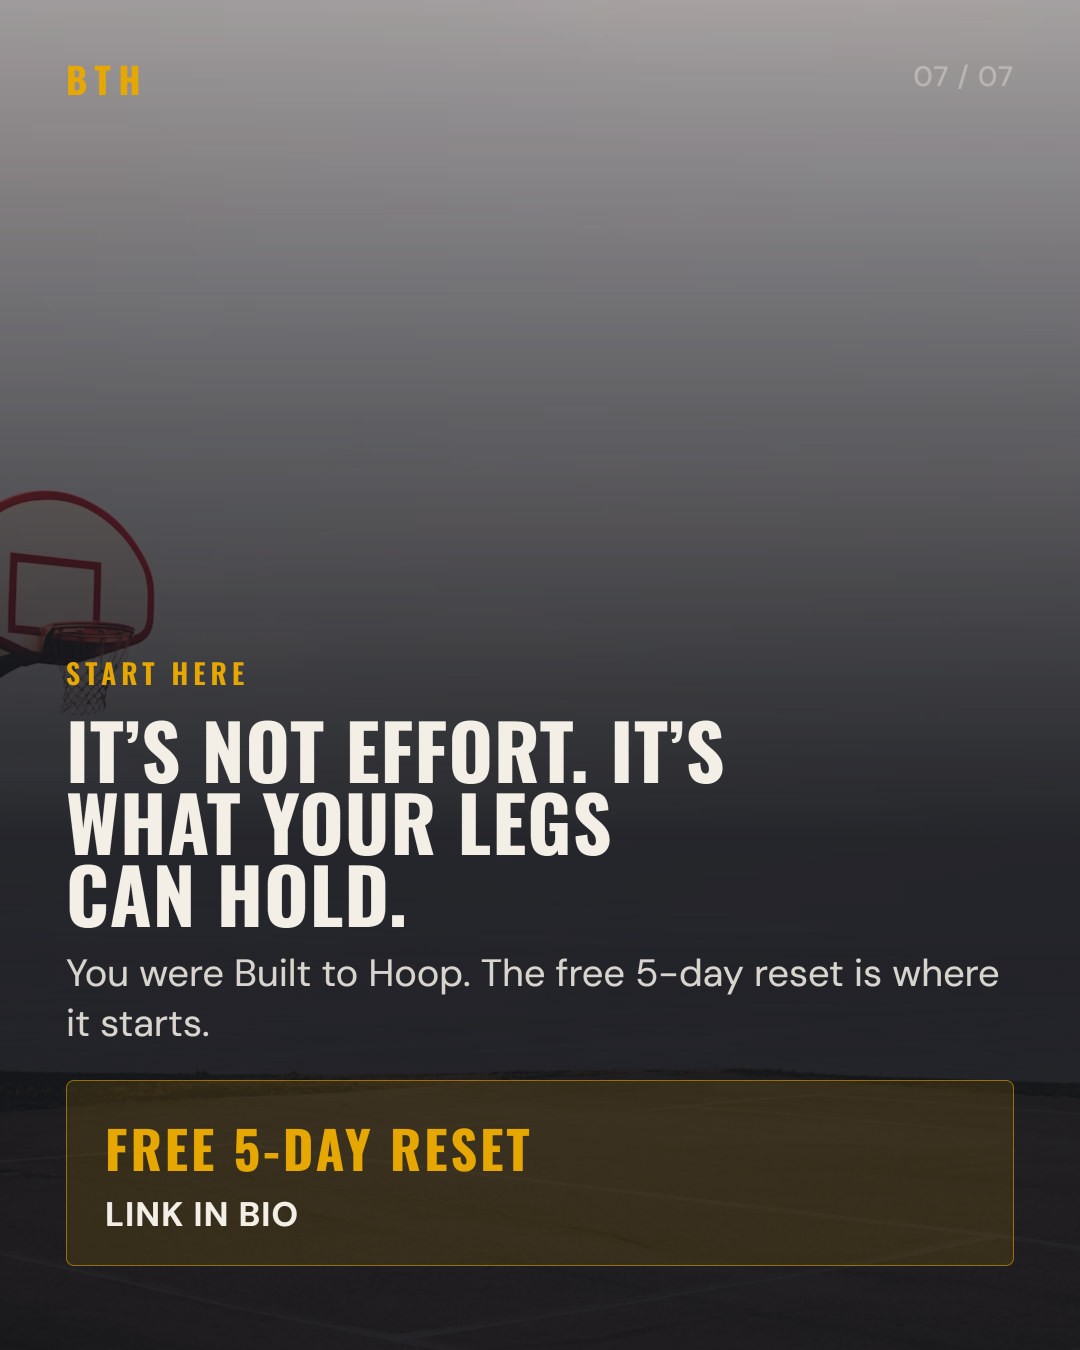 BTH
07 / 07
START HERE
IT’S NOT EFFORT. IT’S
WHAT YOUR LEGS
CAN HOLD.
You were Built to Hoop. The free 5-day reset is where
it starts.
FREE 5-DAY RESET
LINK IN BIO